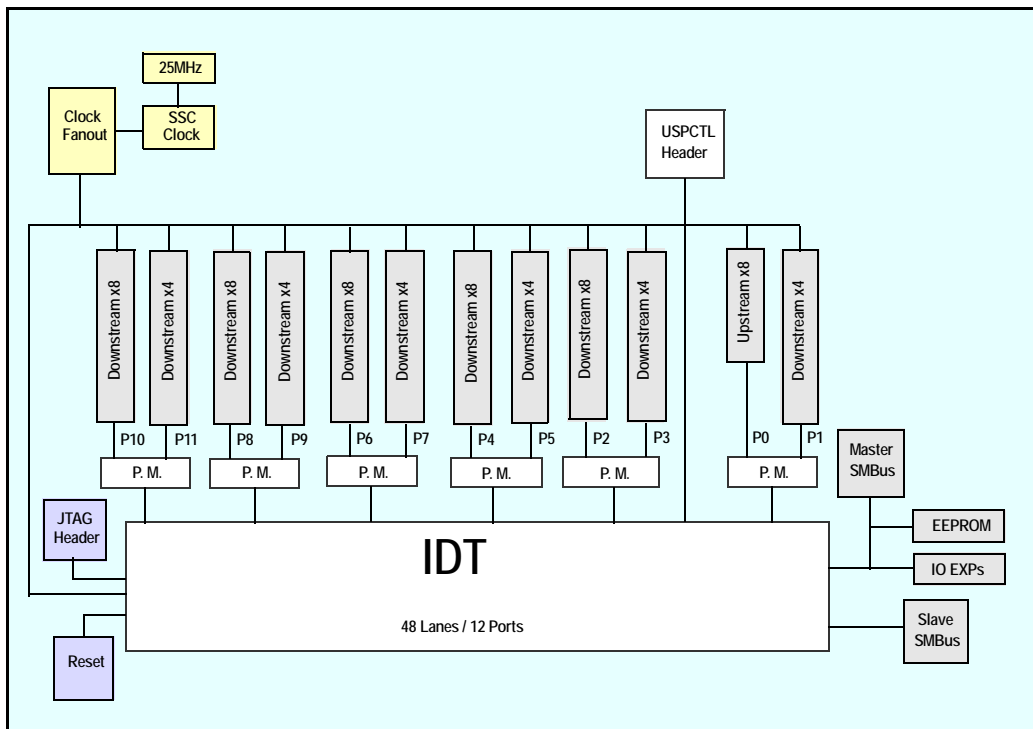 25MHz
Clock
Fanout
SSC
Clock
USPCTL
Header
Downstream x8
Downstream x4
Downstream x8
Downstream x4
Downstream x8
Downstream x4
Downstream x8
Downstream x4
Downstream x8
Downstream x4
Upstream x8
Downstream x4
P10
P11
P8
P9
P6
P7
P4
P5
P2
P3
P0
P1
P. M.
P. M.
P. M.
P. M.
P. M.
P. M.
Master
SMBus
JTAG
Header
EEPROM
IDT
IO EXPs
48 Lanes / 12 Ports
Slave
SMBus
Reset